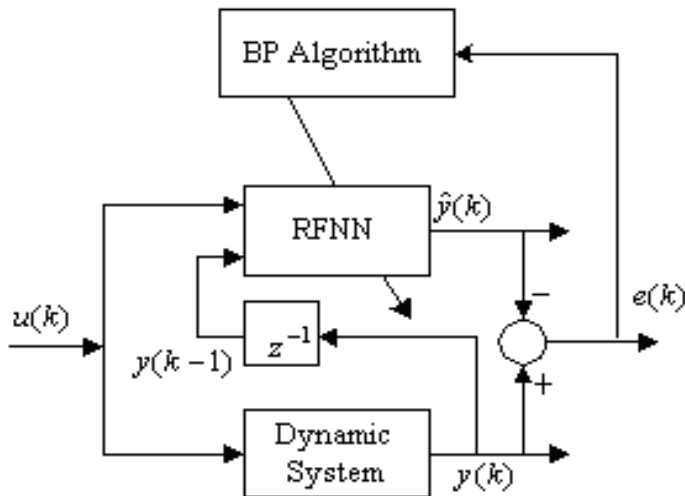 BP Algorithm
ŷ(k)
RFNN
−
e(k)
u(k)
z⁻¹
y(k−1)
+
Dynamic
System
y(k)